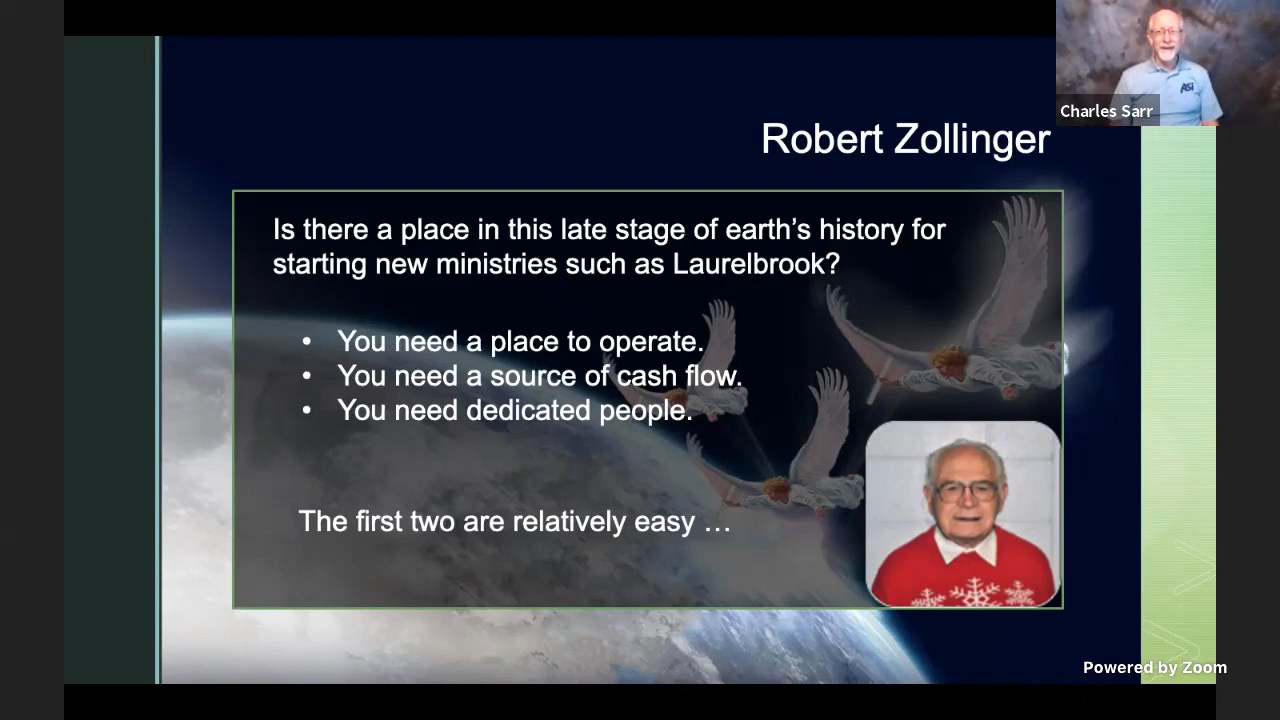 ASi
Charles Sarr
Robert Zollinger
Is there a place in this late stage of earth’s history for
starting new ministries such as Laurelbrook?
• You need a place to operate.
• You need a source of cash flow.
• You need dedicated people.
The first two are relatively easy …
Powered by Zoom